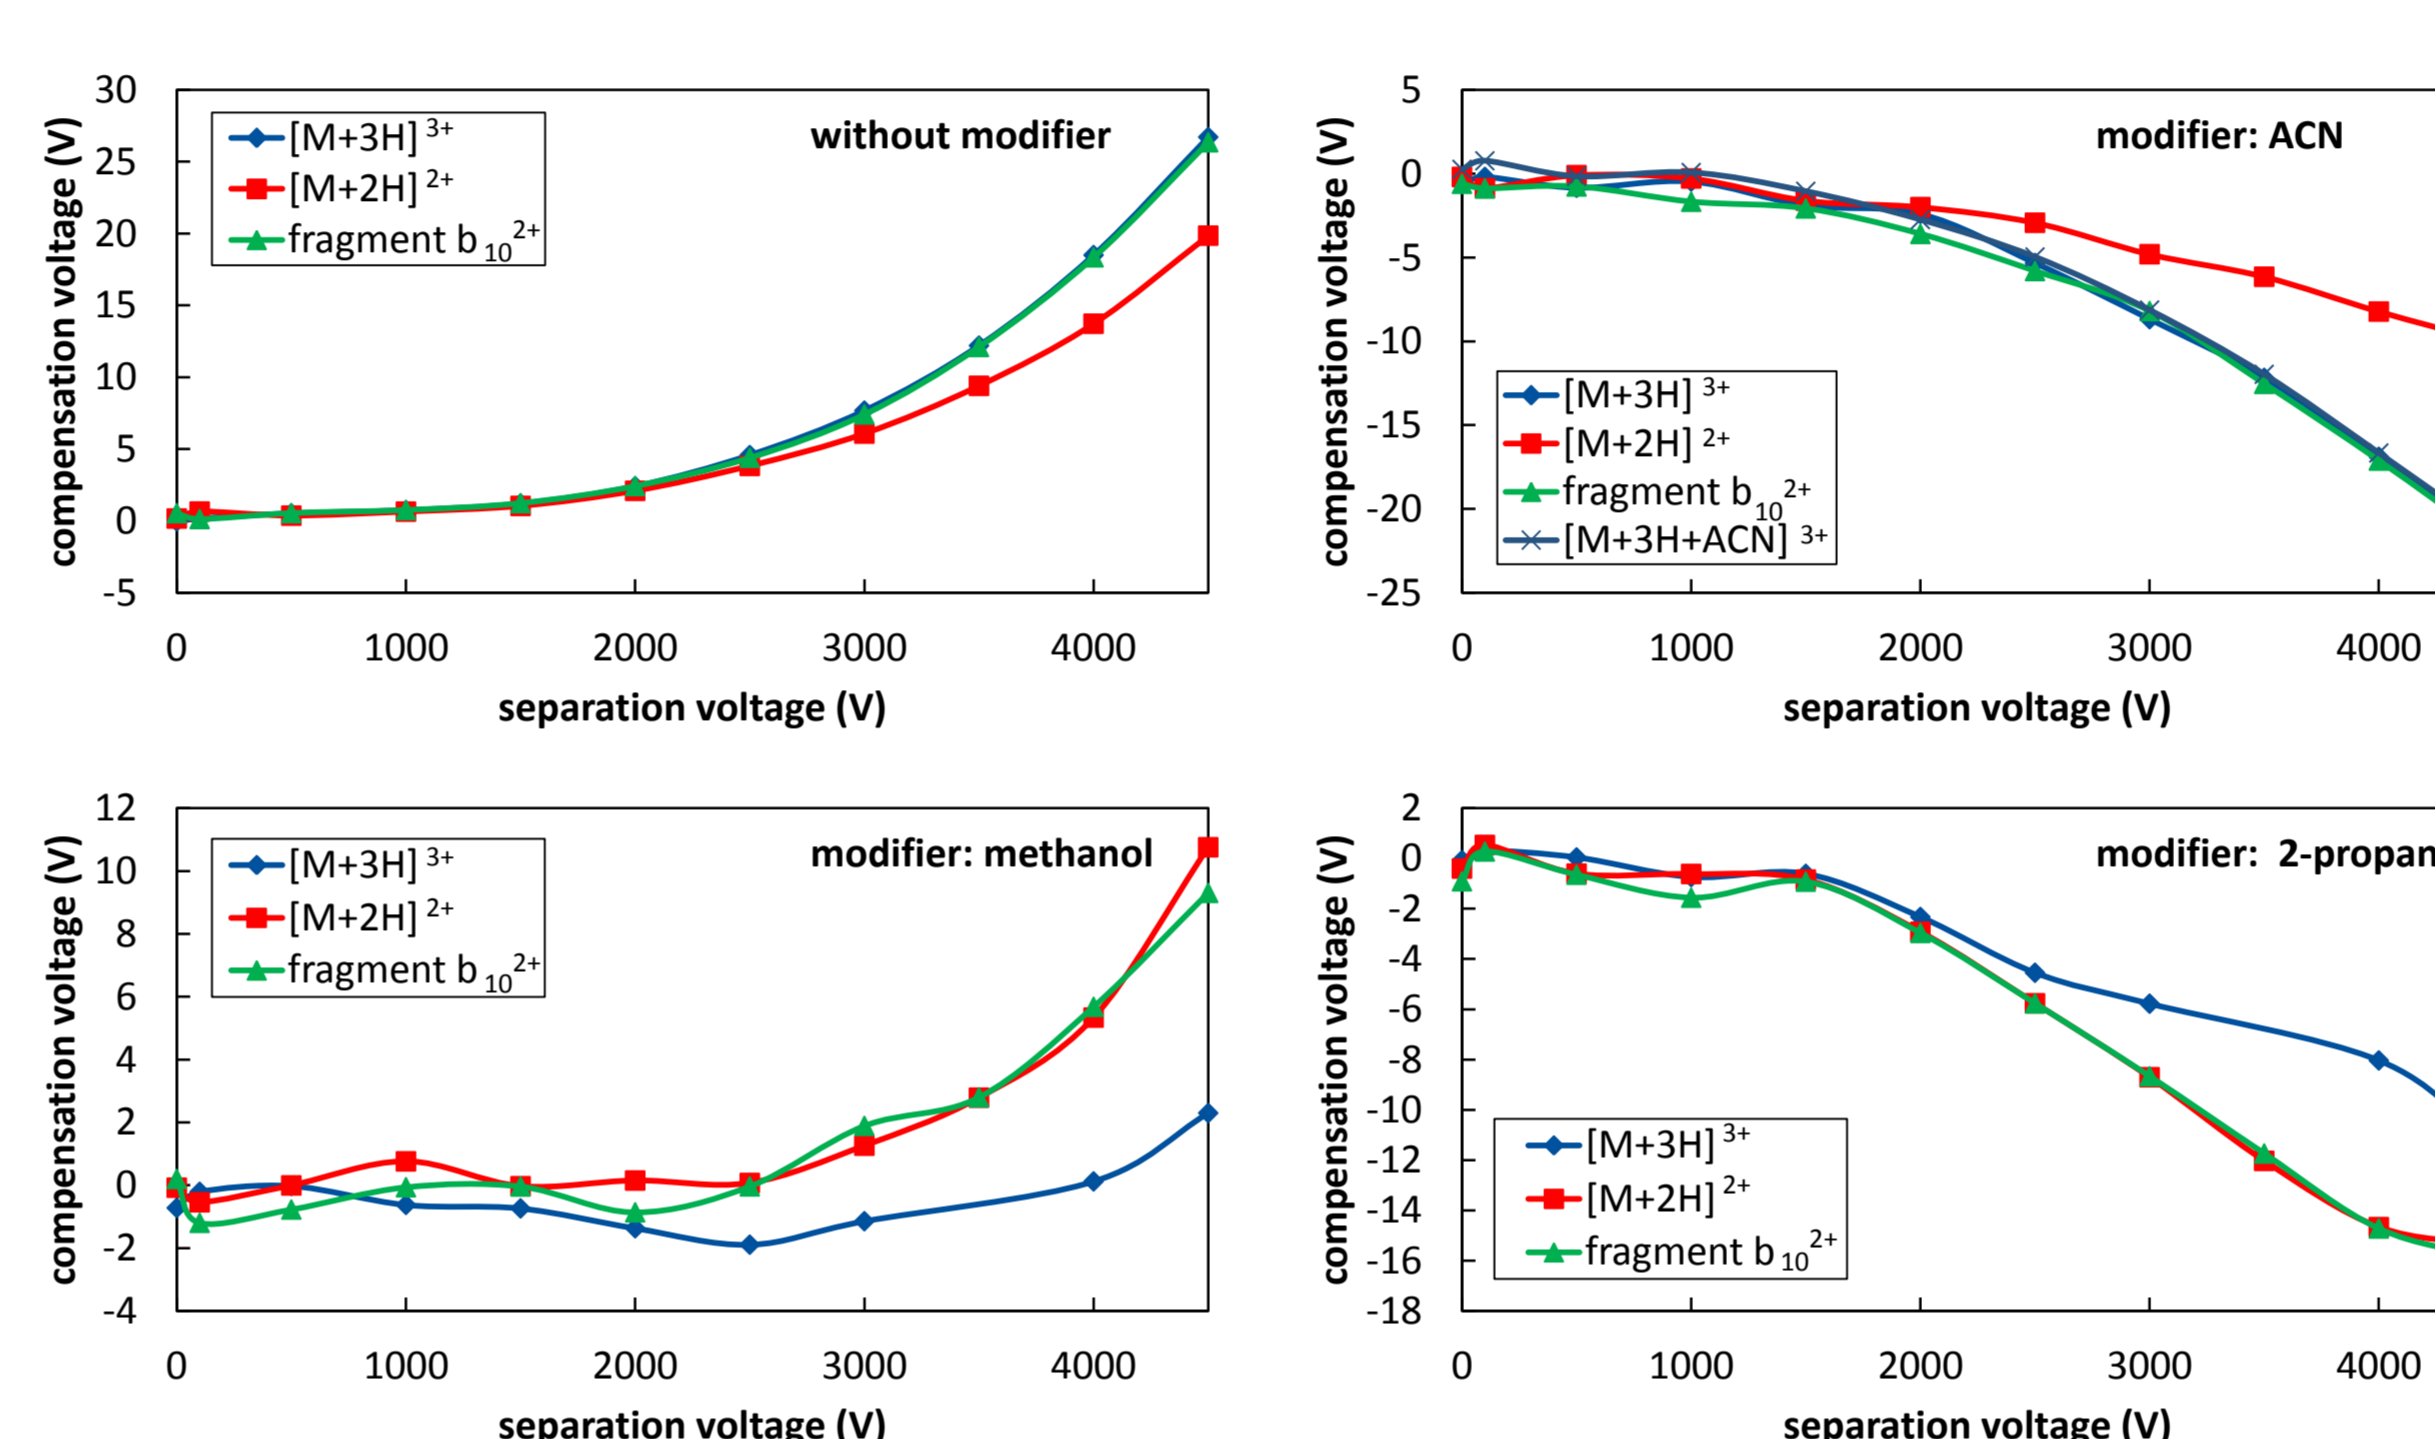 without modifier
[M+3H] 3+
[M+2H] 2+
fragment b 10 2+
30
25
20
15
10
5
0
-5
compensation voltage (V)
0 1000 2000 3000 4000
separation voltage (V)
modifier: ACN
[M+3H] 3+
[M+2H] 2+
fragment b 10 2+
[M+3H+ACN] 3+
5
0
-5
-10
-15
-20
-25
compensation voltage (V)
0 1000 2000 3000 4000
separation voltage (V)
modifier: methanol
[M+3H] 3+
[M+2H] 2+
fragment b 10 2+
12
10
8
6
4
2
0
-2
-4
compensation voltage (V)
0 1000 2000 3000 4000
separation voltage (V)
modifier: 2-propan
[M+3H] 3+
[M+2H] 2+
fragment b 10 2+
2
0
-2
-4
-6
-8
-10
-12
-14
-16
-18
compensation voltage (V)
0 1000 2000 3000 4000
separation voltage (V)